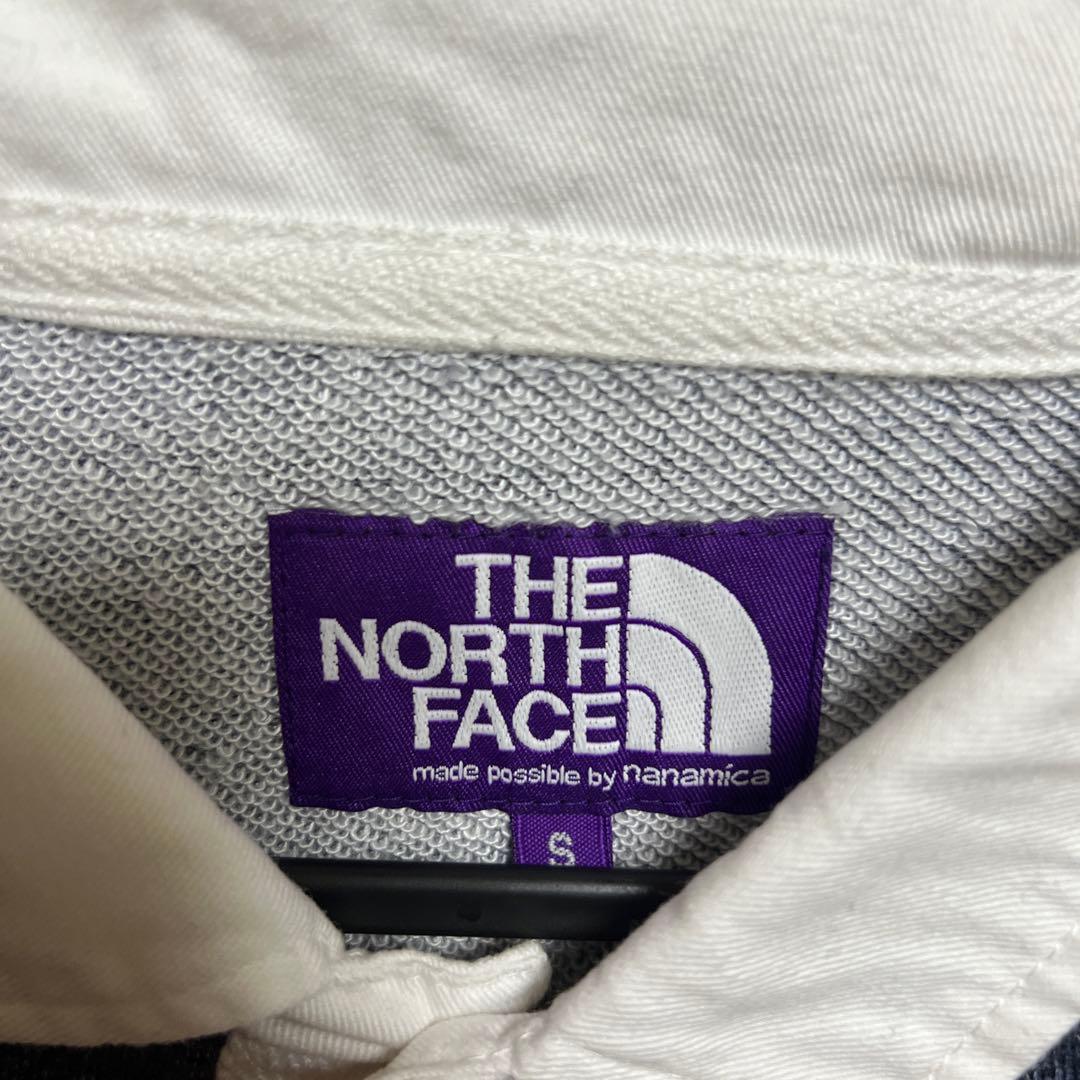 THE
NORTH
FACE
made possible by nanamica
S